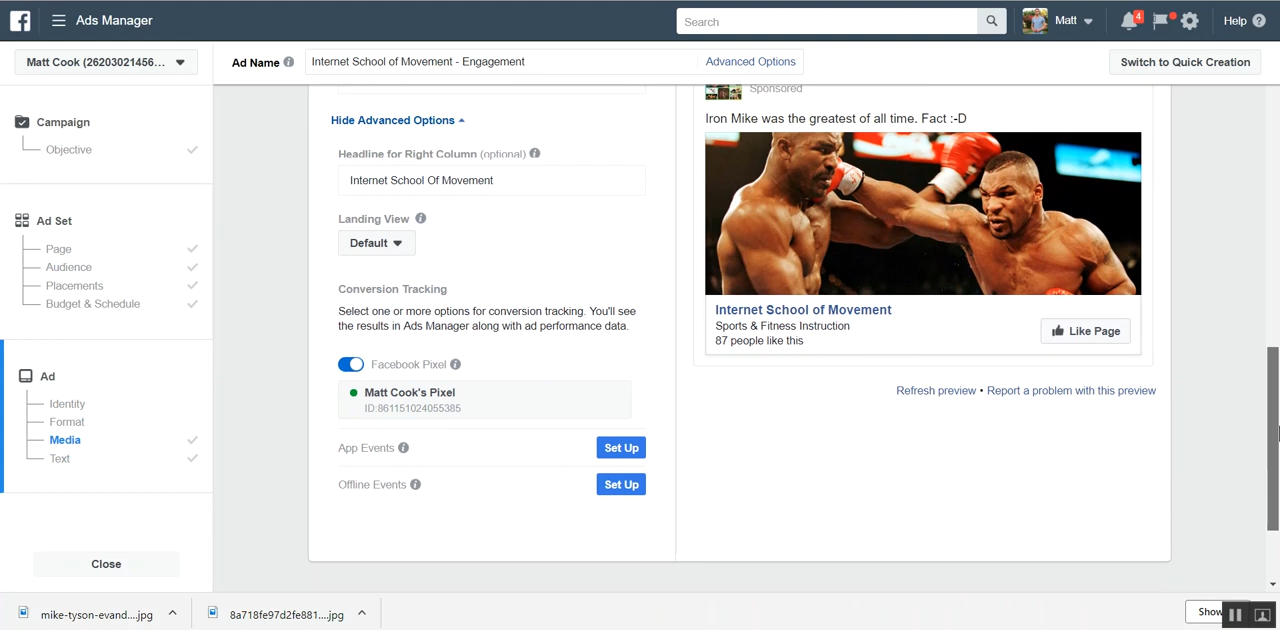 Ads Manager
Search
Matt
4
Help
Matt Cook (26203021456...
Ad Name
Internet School of Movement - Engagement
Advanced Options
Switch to Quick Creation
Campaign
Objective
Ad Set
Page
Audience
Placements
Budget & Schedule
Ad
Identity
Format
Media
Text
Close
Hide Advanced Options
Headline for Right Column (optional)
Internet School Of Movement
Landing View
Default
Conversion Tracking
Select one or more options for conversion tracking. You'll see
the results in Ads Manager along with ad performance data.
Facebook Pixel
Matt Cook's Pixel
ID:861151024055385
App Events
Set Up
Offline Events
Set Up
Sponsored
Iron Mike was the greatest of all time. Fact :-D
Internet School of Movement
Sports & Fitness Instruction
87 people like this
Like Page
Refresh preview • Report a problem with this preview
mike-tyson-evand....jpg
8a718fe97d2fe881....jpg
Show